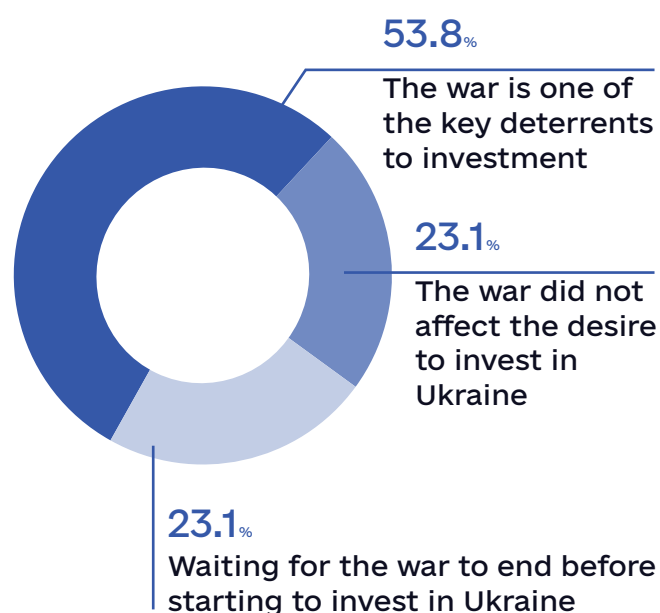 53.8%
The war is one of
the key deterrents
to investment
23.1%
The war did not
affect the desire
to invest in
Ukraine
23.1%
Waiting for the war to end before
starting to invest in Ukraine